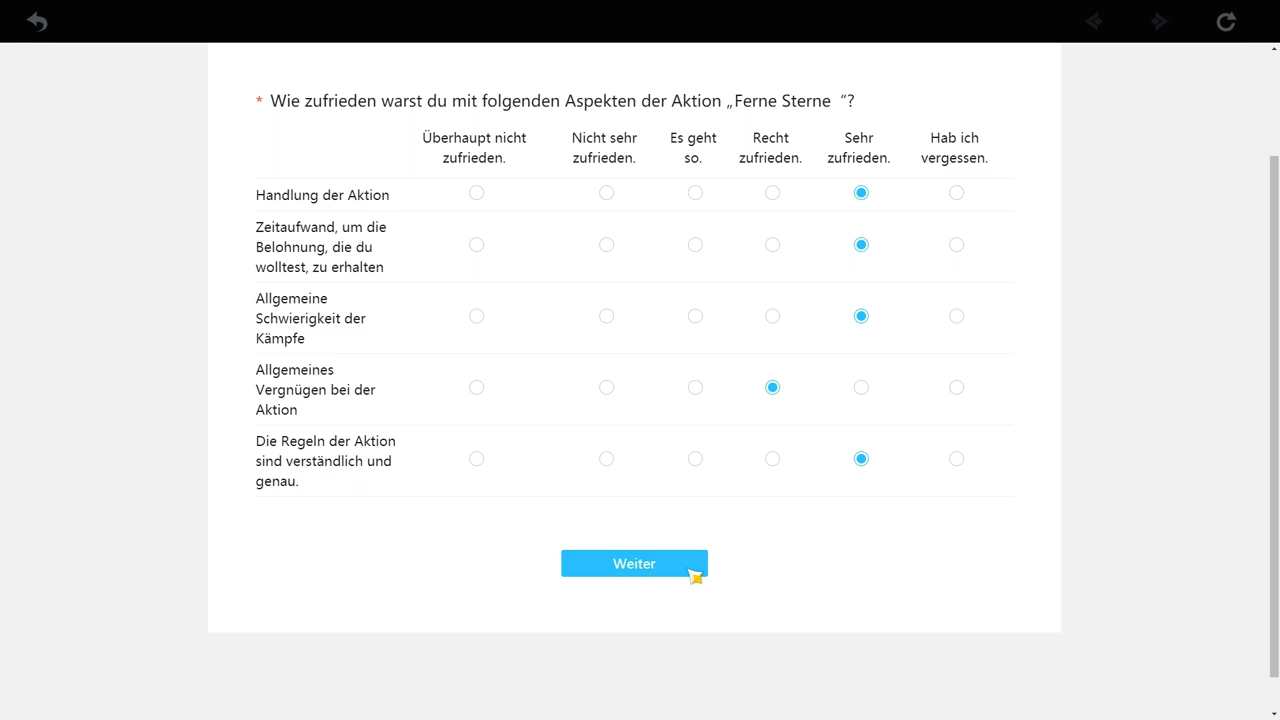 * Wie zufrieden warst du mit folgenden Aspekten der Aktion „Ferne Sterne “?
Überhaupt nicht zufrieden.
Nicht sehr zufrieden.
Es geht so.
Recht zufrieden.
Sehr zufrieden.
Hab ich vergessen.
Handlung der Aktion
Zeitaufwand, um die
Belohnung, die du
wolltest, zu erhalten
Allgemeine
Schwierigkeit der
Kämpfe
Allgemeines
Vergnügen bei der
Aktion
Die Regeln der Aktion
sind verständlich und
genau.
Weiter